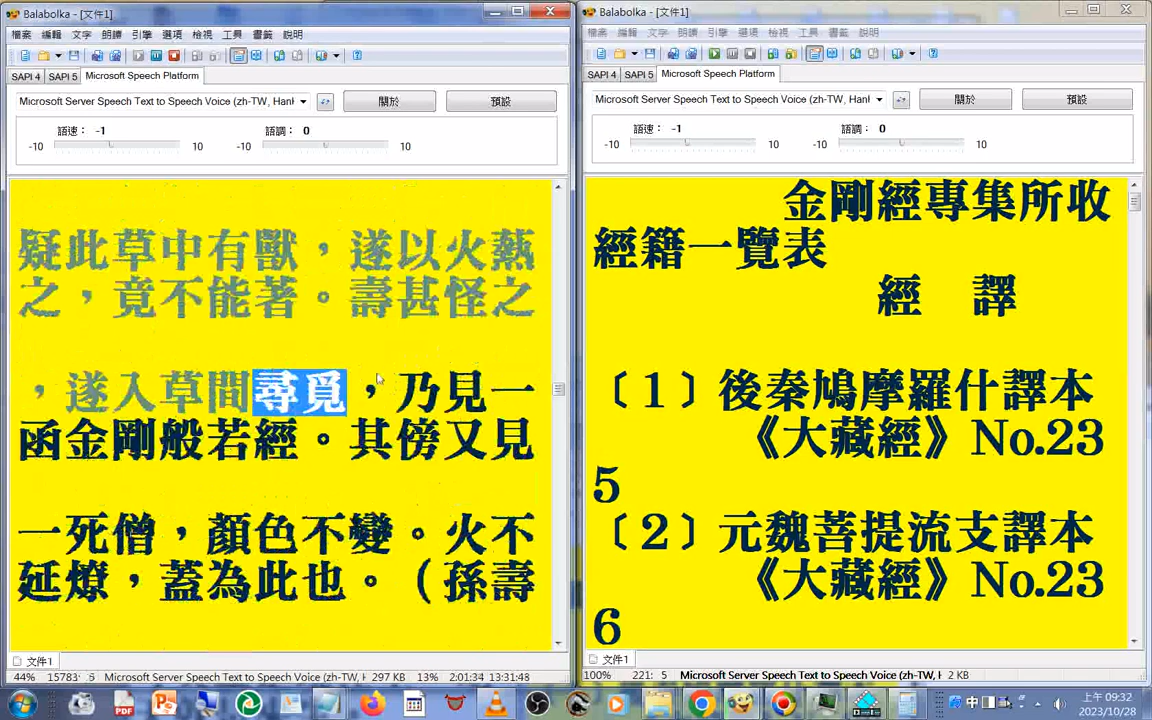 Balabolka - [文件1]
檔案 編輯 文字 朗讀 引擎 選項 檢視 工具 書籤 說明
SAPI 4 SAPI 5 Microsoft Speech Platform
Microsoft Server Speech Text to Speech Voice (zh-TW, Hanl
關於
預設
語速： -1
語調： 0
-10 10 -10 10
疑此草中有獸，遂以火爇
之，竟不能著。壽甚怪之
，遂入草間尋覓，乃見一
函金剛般若經。其傍又見
一死僧，顏色不變。火不
延燎，蓋為此也。（孫壽
文件1
44% 297 KB 13% 2:01:34 13:31:48
Microsoft Server Speech Text to Speech Voice (zh-TW, H
Balabolka - [文件1]
檔案 編輯 文字 朗讀 引擎 選項 檢視 工具 書籤 說明
SAPI 4 SAPI 5 Microsoft Speech Platform
Microsoft Server Speech Text to Speech Voice (zh-TW, Hanl
關於
預設
語速： -1
語調： 0
-10 10 -10 10
金剛經專集所收
經籍一覽表
經 譯
〔１〕後秦鳩摩羅什譯本
《大藏經》No.23
5
〔２〕元魏菩提流支譯本
《大藏經》No.23
6
文件1
100% 221: 5 Microsoft Server Speech Text to Speech Voice (zh-TW, H 2 KB
中
上午 09:32
2023/10/28